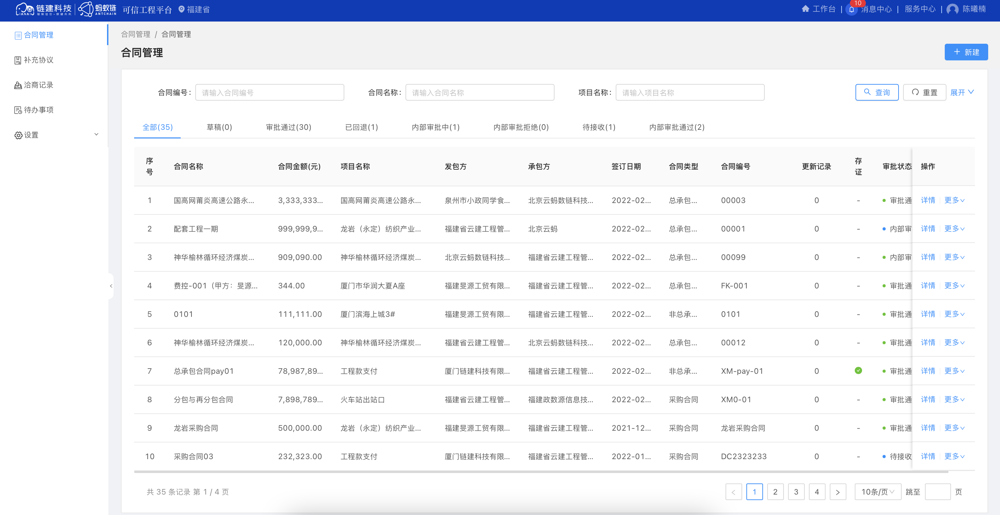 链建科技 蚂蚁链 可信工程平台 福建省 工作台 | 10 消息中心 | 服务中心 | 陈曦楠
LIANJIAN ANTCHAIN
合同管理
补充协议
洽商记录
待办事项
设置
合同管理 / 合同管理
合同管理
+ 新建
合同编号: 请输入合同编号 合同名称: 请输入合同名称 项目名称: 请输入项目名称 查询 重置 展开
全部(35) 草稿(0) 审批通过(30) 已回退(1) 内部审批中(1) 内部审批拒绝(0) 待接收(1) 内部审批通过(2)
序号 合同名称 合同金额(元) 项目名称 发包方 承包方 签订日期 合同类型 合同编号 更新记录 存证 审批状态 操作
1 国高网莆炎高速公路永... 3,333,333... 国高网莆炎高速公路永... 泉州市小政同学食... 北京云蚂数链科技... 2022-02... 总承包... 00003 0 - 审批通 详情 更多
2 配套工程一期 999,999,9... 龙岩（永定）纺织产业... 福建省云建工程管... 北京云蚂 2022-02... 总承包... 00001 0 - 内部审 详情 更多
3 神华榆林循环经济煤炭... 909,090.00 神华榆林循环经济煤炭... 北京云蚂数链科技... 福建省云建工程管... 2022-02... 总承包... 00099 0 - 内部审 详情 更多
4 费控-001（甲方：旻源... 344.00 厦门市华润大夏A座 福建旻源工贸有限... 福建省云建工程管... 2022-02... 总承包... FK-001 0 - 审批通 详情 更多
5 0101 111,111.00 厦门滨海上城3# 福建旻源工贸有限... 福建省云建工程管... 2022-02... 非总承... 0101 0 - 审批通 详情 更多
6 神华榆林循环经济煤炭... 120,000.00 神华榆林循环经济煤炭... 福建省云建工程管... 北京云蚂数链科技... 2022-02... 总承包... 00012 0 - 审批通 详情 更多
7 总承包合同pay01 78,987,89... 工程款支付 厦门链建科技有限... 福建省云建工程管... 2022-02... 非总承... XM-pay-01 0 审批通 详情 更多
8 分包与再分包合同 7,898,789... 火车站出站口 福建省云建工程管... 福建政数源信息技... 2022-02... 采购合同 XM0-01 0 - 审批通 详情 更多
9 龙岩采购合同 500,000.00 龙岩（永定）纺织产业... 福建旻源工贸有限... 福建省云建工程管... 2021-12... 采购合同 龙岩采购合同 0 - 审批通 详情 更多
10 采购合同03 232,323.00 工程款支付 厦门链建科技有限... 福建省云建工程管... 2022-01... 采购合同 DC2323233 0 - 待接收 详情 更多
共 35 条记录 第 1 / 4 页 < 1 2 3 4 > 10条/页 跳至 页